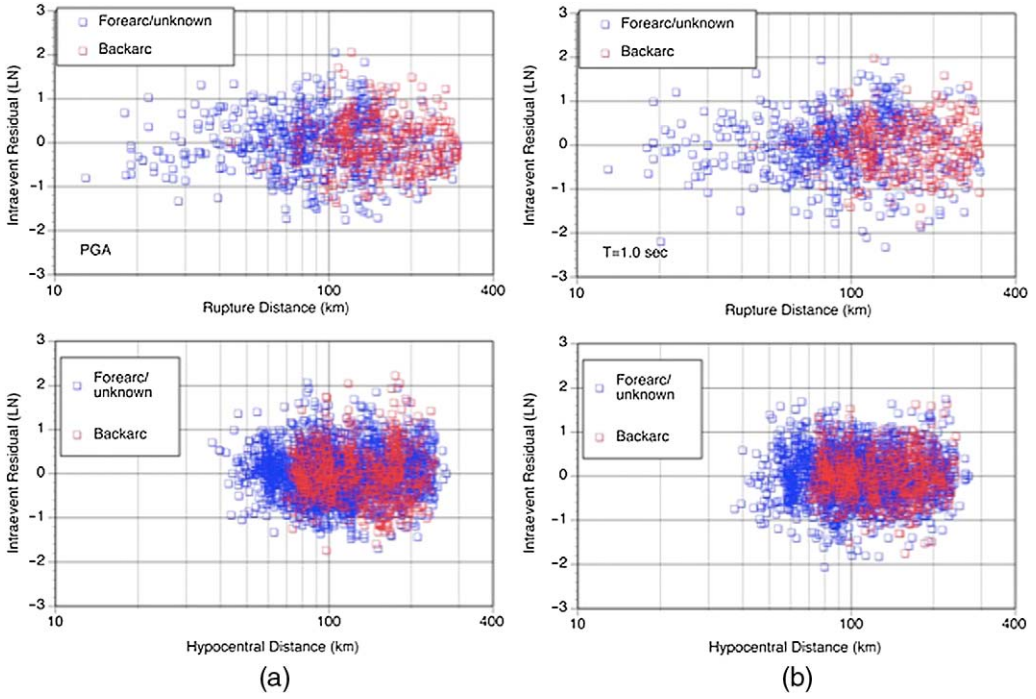 (a)
(b)
3
2
1
0
−1
−2
−3
Intraevent Residual (LN)
Forearc/unknown
Backarc
PGA
10
100
400
Rupture Distance (km)
3
2
1
0
−1
−2
−3
Intraevent Residual (LN)
Forearc/unknown
Backarc
T=1.0 sec
10
100
400
Rupture Distance (km)
3
2
1
0
−1
−2
−3
Intraevent Residual (LN)
Forearc/
unknown
Backarc
10
100
400
Hypocentral Distance (km)
(a)
3
2
1
0
−1
−2
−3
Intraevent Residual (LN)
Forearc/
unknown
Backarc
10
100
400
Hypocentral Distance (km)
(b)